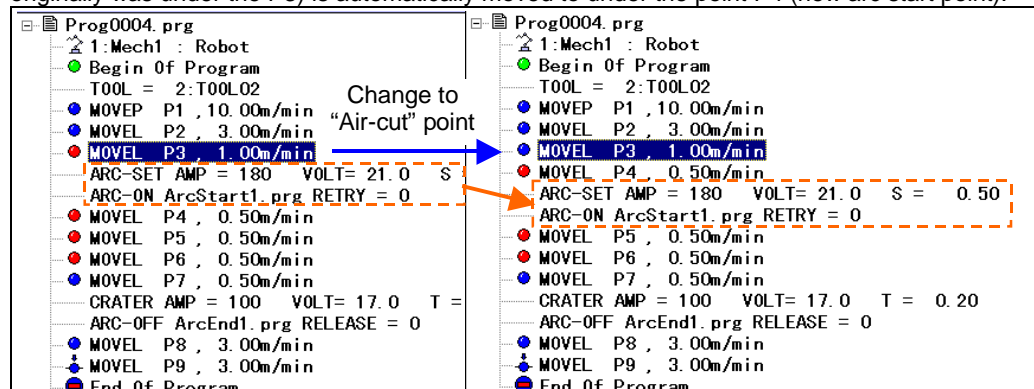 originally was under the P3) is automatically moved to under the point P4 (new arc start point).
Prog0004.prg
1:Mech1 : Robot
Begin Of Program
TOOL = 2:TOOL02
MOVEP P1 ,10.00m/min
MOVEL P2 , 3.00m/min
MOVEL P3 , 1.00m/min
ARC-SET AMP = 180 VOLT= 21.0 S
ARC-ON ArcStart1.prg RETRY = 0
MOVEL P4 , 0.50m/min
MOVEL P5 , 0.50m/min
MOVEL P6 , 0.50m/min
MOVEL P7 , 0.50m/min
CRATER AMP = 100 VOLT= 17.0 T =
ARC-OFF ArcEnd1.prg RELEASE = 0
MOVEL P8 , 3.00m/min
MOVEL P9 , 3.00m/min
End Of Program
Change to
“Air-cut” point
Prog0004.prg
1:Mech1 : Robot
Begin Of Program
TOOL = 2:TOOL02
MOVEP P1 ,10.00m/min
MOVEL P2 , 3.00m/min
MOVEL P3 , 1.00m/min
MOVEL P4 , 0.50m/min
ARC-SET AMP = 180 VOLT= 21.0 S = 0.50
ARC-ON ArcStart1.prg RETRY = 0
MOVEL P5 , 0.50m/min
MOVEL P6 , 0.50m/min
MOVEL P7 , 0.50m/min
CRATER AMP = 100 VOLT= 17.0 T = 0.20
ARC-OFF ArcEnd1.prg RELEASE = 0
MOVEL P8 , 3.00m/min
MOVEL P9 , 3.00m/min
End Of Program